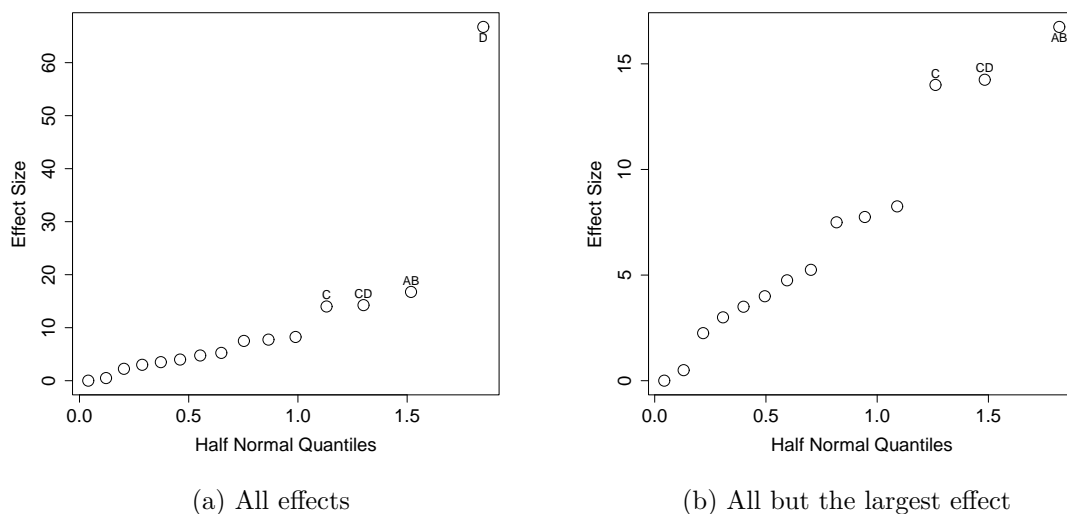 D
AB
C
CD
Effect Size
0
10
20
30
40
50
60
0.0
0.5
1.0
1.5
Half Normal Quantiles
(a) All effects
AB
CD
C
Effect Size
0
5
10
15
0.0
0.5
1.0
1.5
Half Normal Quantiles
(b) All but the largest effect